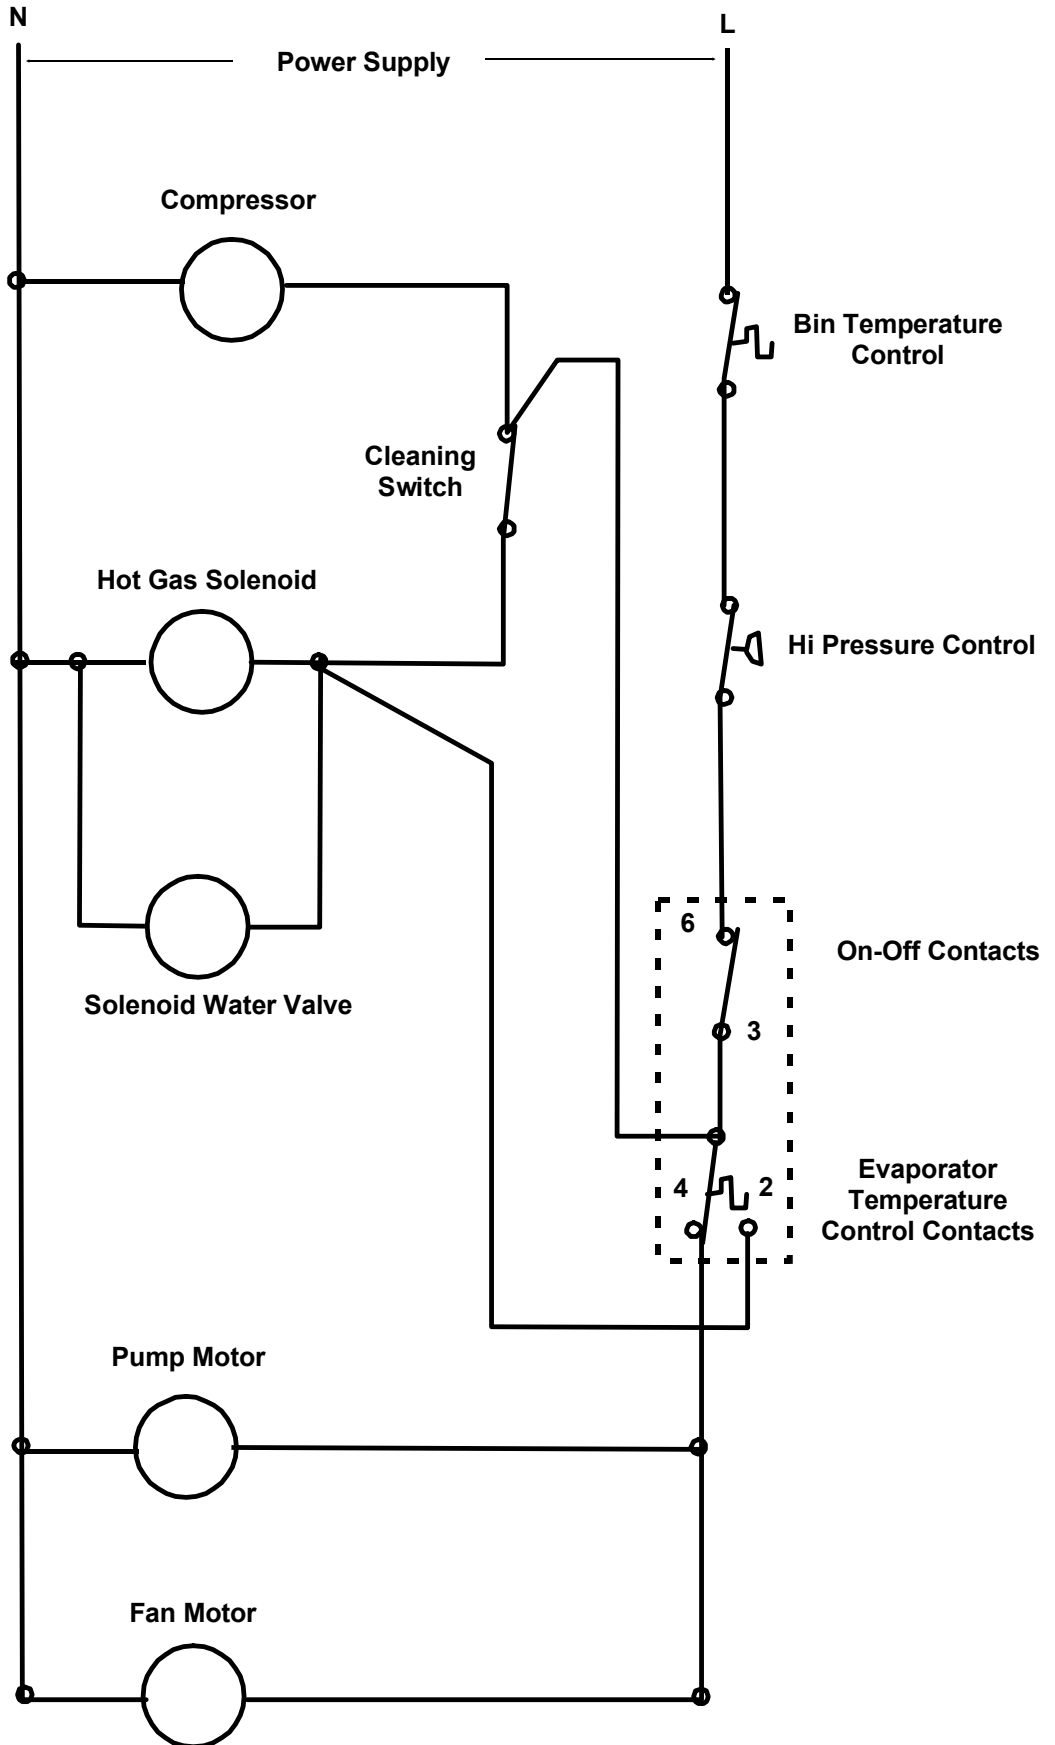 N
L
Power Supply
Compressor
Bin Temperature
Control
Cleaning
Switch
Hot Gas Solenoid
Hi Pressure Control
6
On-Off Contacts
Solenoid Water Valve
3
4
2
Evaporator
Temperature
Control Contacts
Pump Motor
Fan Motor